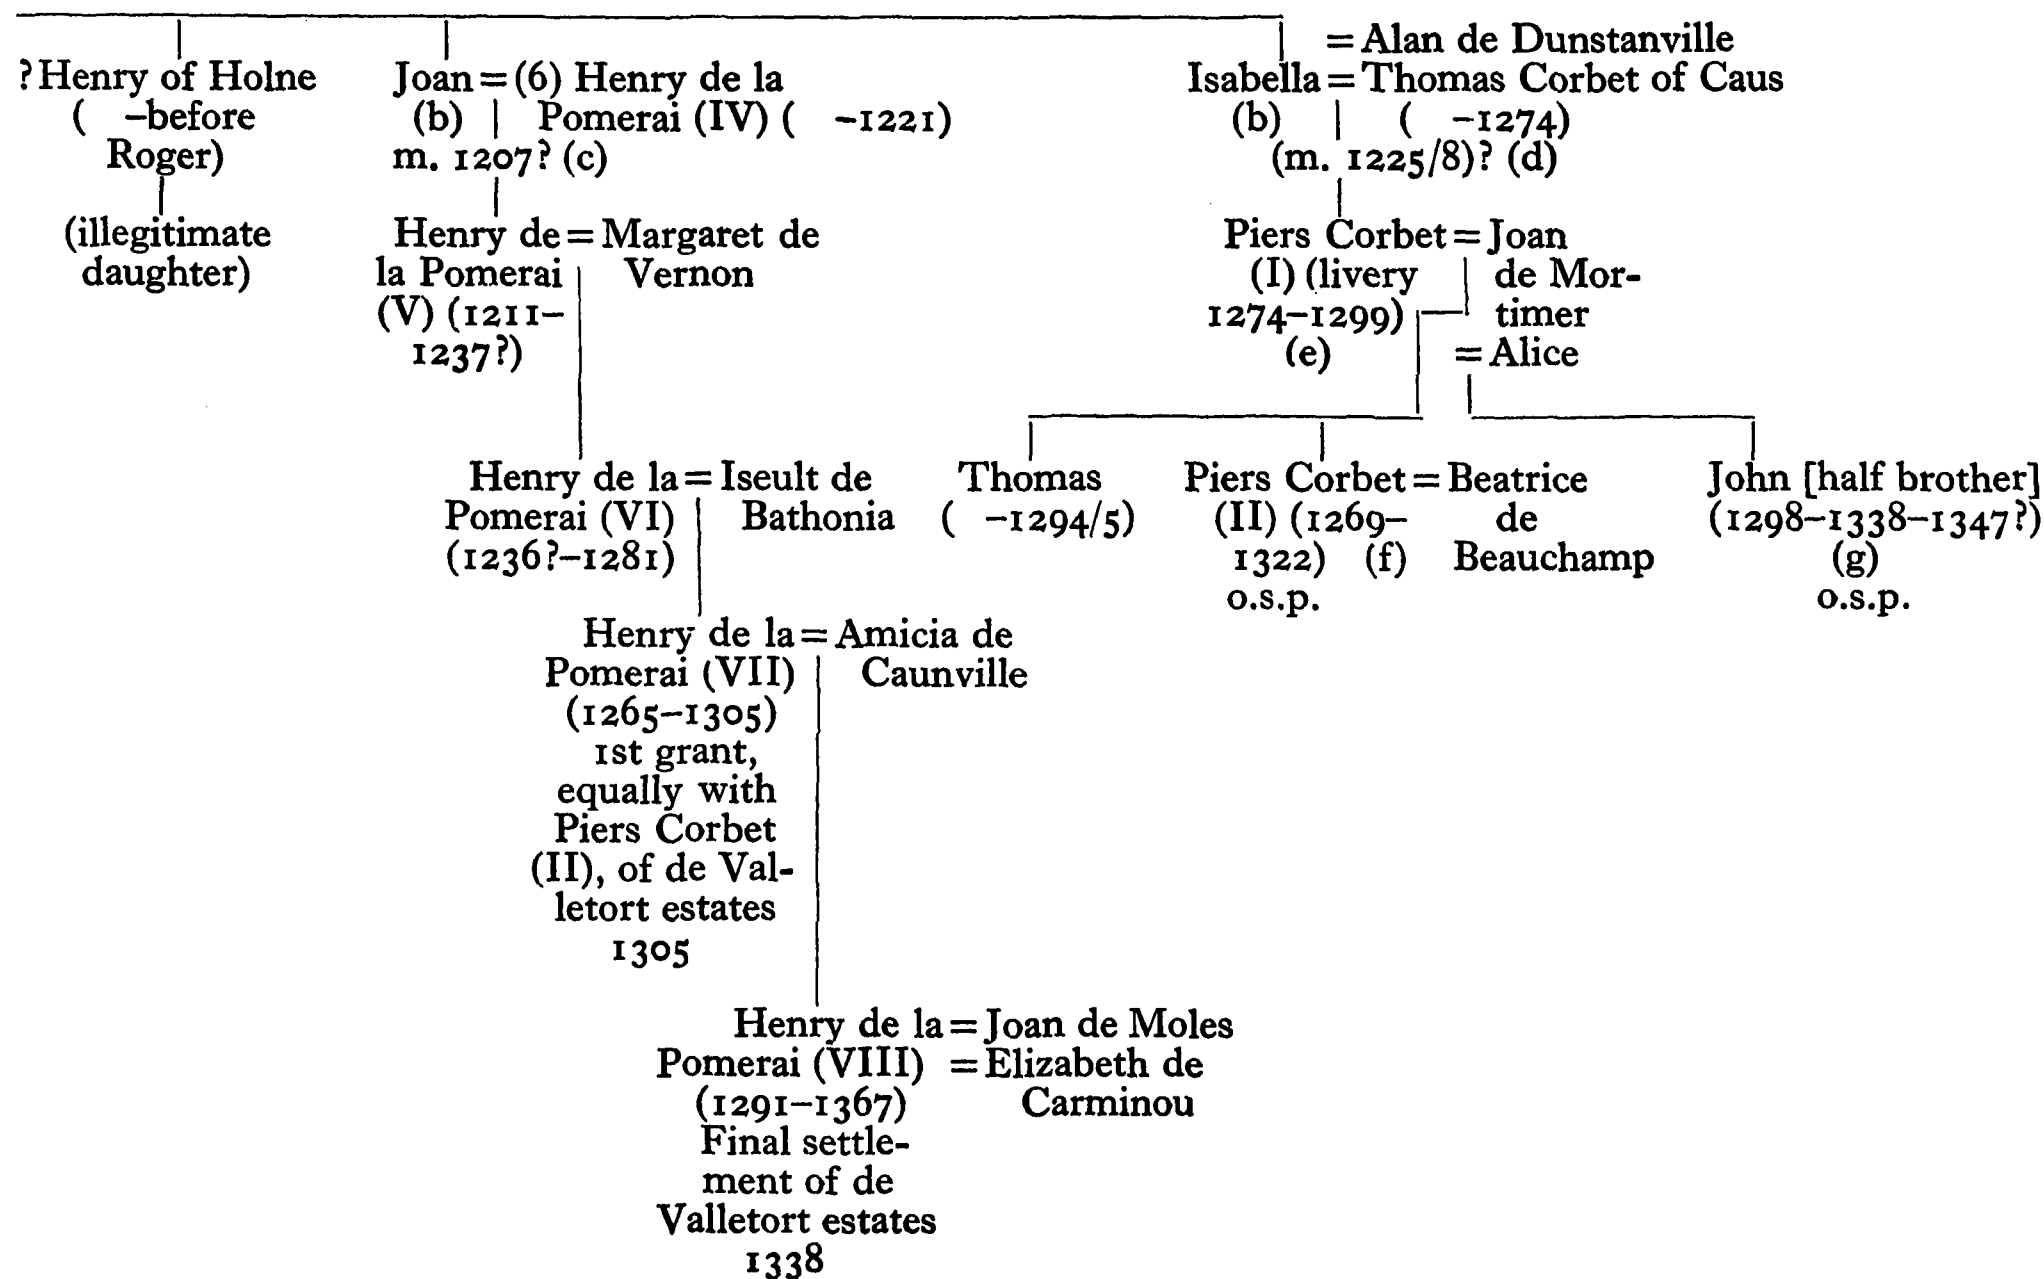 = Alan de Dunstanville
?Henry of Holne Joan = (6) Henry de la Isabella = Thomas Corbet of Caus
( –before (b) Pomerai (IV) ( –1221) (b) ( –1274)
Roger) m. 1207? (c) (m. 1225/8)? (d)
(illegitimate Henry de = Margaret de Piers Corbet = Joan
daughter) la Pomerai Vernon (I) (livery de Mor-
(V) (1211– 1274–1299) timer
1237?) (e) = Alice
Henry de la = Iseult de Thomas Piers Corbet = Beatrice John [half brother]
Pomerai (VI) Bathonia ( –1294/5) (II) (1269– de (1298–1338–1347?)
(1236?–1281) 1322) (f) Beauchamp (g)
o.s.p. o.s.p.
Henry de la = Amicia de
Pomerai (VII) Caunville
(1265–1305)
1st grant,
equally with
Piers Corbet
(II), of de Val-
letort estates
1305
Henry de la = Joan de Moles
Pomerai (VIII) = Elizabeth de
(1291–1367) Carminou
Final settle-
ment of de
Valletort estates
1338